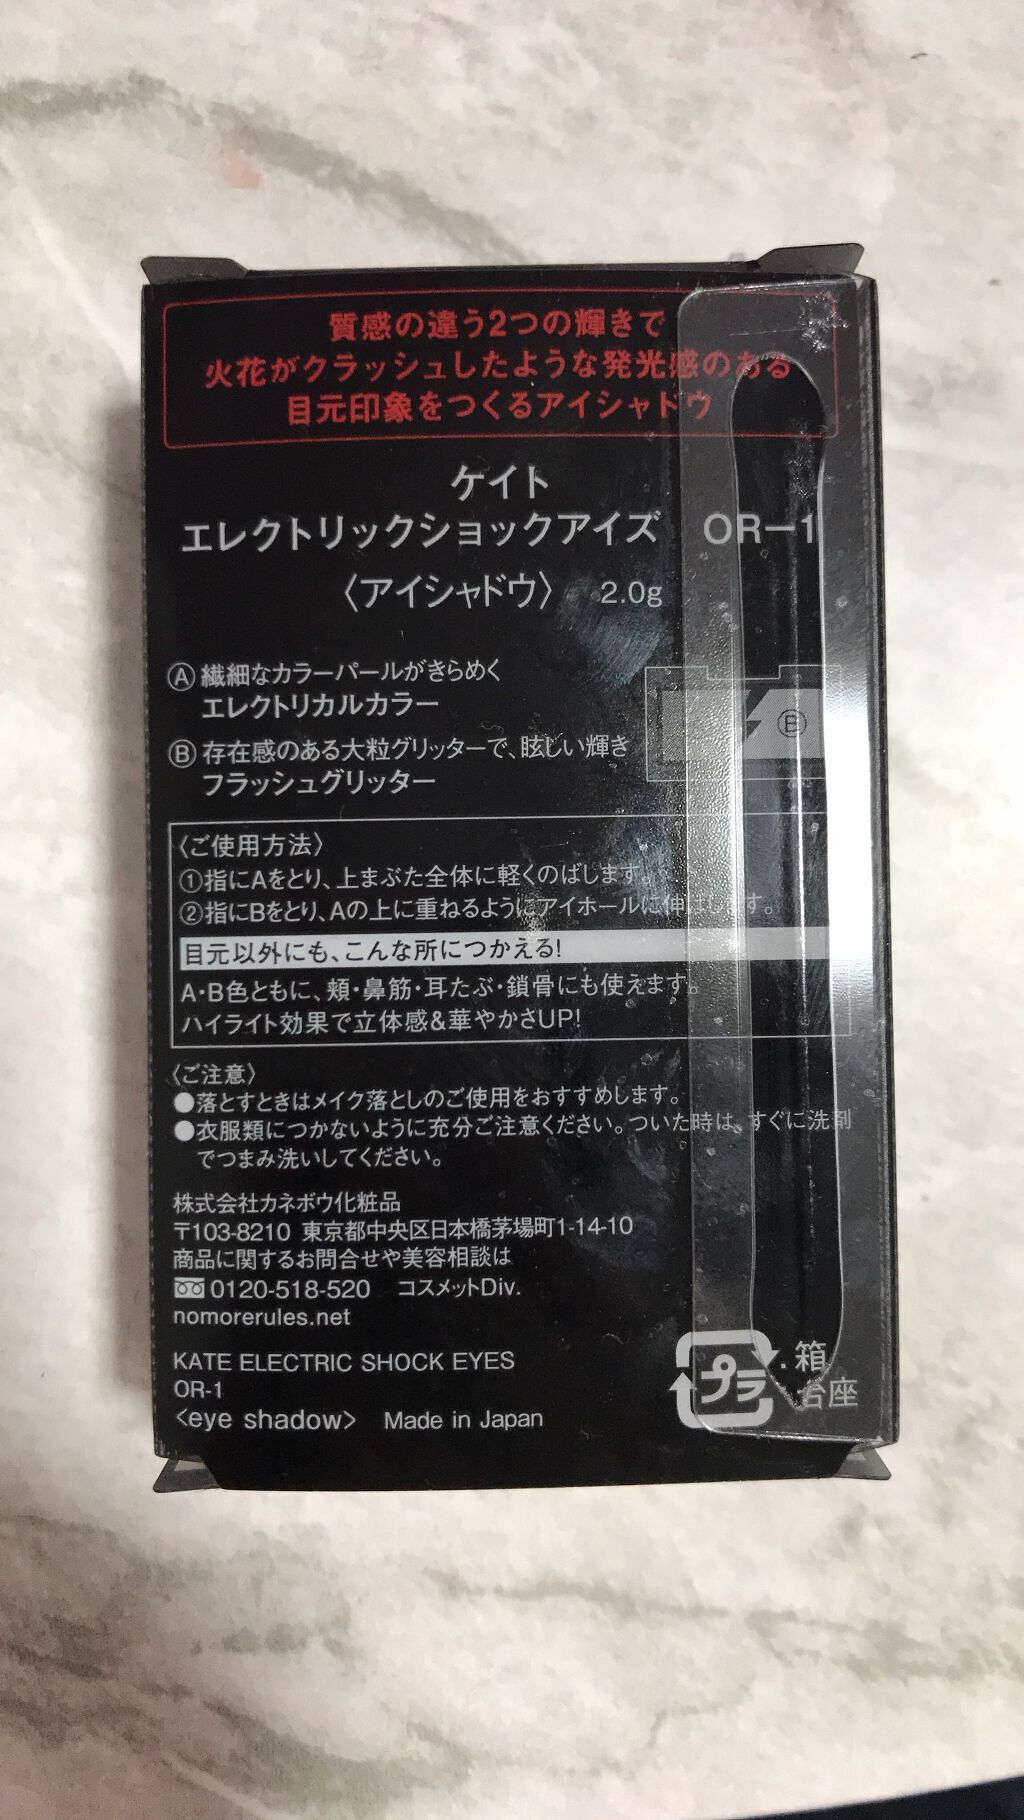 質感の違う2つの輝きで
火花がクラッシュしたような発光感のある
目元印象をつくるアイシャドウ
ケイト
エレクトリックショックアイズ OR-1
〈アイシャドウ〉 2.0g
Ⓐ 繊細なカラーパールがきらめく
エレクトリカルカラー
Ⓑ 存在感のある大粒グリッターで、眩しい輝き
フラッシュグリッター
Ⓑ
〈ご使用方法〉
①指にAをとり、上まぶた全体に軽くのばします。
②指にBをとり、Aの上に重ねるようにアイホールに伸ばします。
目元以外にも、こんな所につかえる!
A・B色ともに、頬・鼻筋・耳たぶ・鎖骨にも使えます。
ハイライト効果で立体感&華やかさUP!
〈ご注意〉
●落とすときはメイク落としのご使用をおすすめします。
●衣服類につかないように充分ご注意ください。ついた時は、すぐに洗剤
でつまみ洗いしてください。
株式会社カネボウ化粧品
〒103-8210 東京都中央区日本橋茅場町1-14-10
商品に関するお問合せや美容相談は
0120-518-520 コスメットDiv.
nomorerules.net
KATE ELECTRIC SHOCK EYES
OR-1
<eye shadow> Made in Japan
プラ
箱
台座